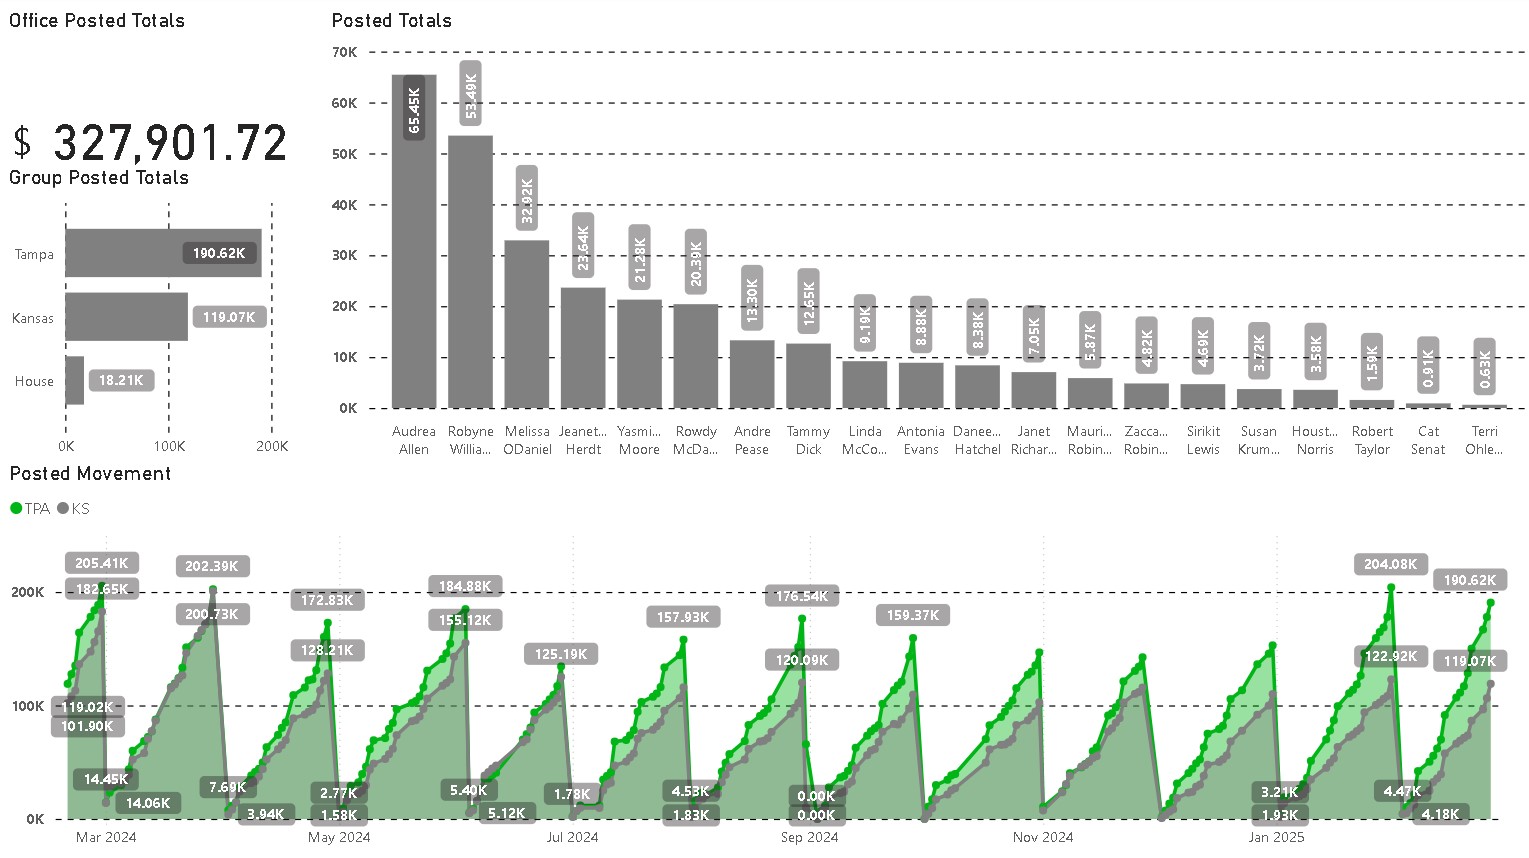 Office Posted Totals
$ 327,901.72
Group Posted Totals
Tampa
190.62K
Kansas
119.07K
House
18.21K
0K 100K 200K
Posted Totals
70K
60K
50K
40K
30K
20K
10K
0K
65.45K
53.49K
32.92K
23.64K
21.28K
20.39K
13.30K
12.65K
9.19K
8.88K
8.38K
7.05K
5.87K
4.82K
4.69K
3.72K
3.58K
1.59K
0.91K
0.63K
Audrea Allen
Robyne Willia...
Melissa ODaniel
Jeanet... Herdt
Yasmi... Moore
Rowdy McDa...
Andre Pease
Tammy Dick
Linda McCo...
Antonia Evans
Danee... Hatchel
Janet Richar...
Mauri... Robin...
Zacca... Robin...
Sirikit Lewis
Susan Krum...
Houst... Norris
Robert Taylor
Cat Senat
Terri Ohle...
Posted Movement
TPA KS
200K
100K
0K
205.41K
182.65K
119.02K
101.90K
14.45K
14.06K
202.39K
200.73K
7.69K
3.94K
172.83K
128.21K
2.77K
1.58K
184.88K
155.12K
5.40K
5.12K
125.19K
1.78K
157.93K
4.53K
1.83K
176.54K
120.09K
0.00K
0.00K
159.37K
3.21K
1.93K
204.08K
122.92K
4.47K
4.18K
190.62K
119.07K
Mar 2024 May 2024 Jul 2024 Sep 2024 Nov 2024 Jan 2025